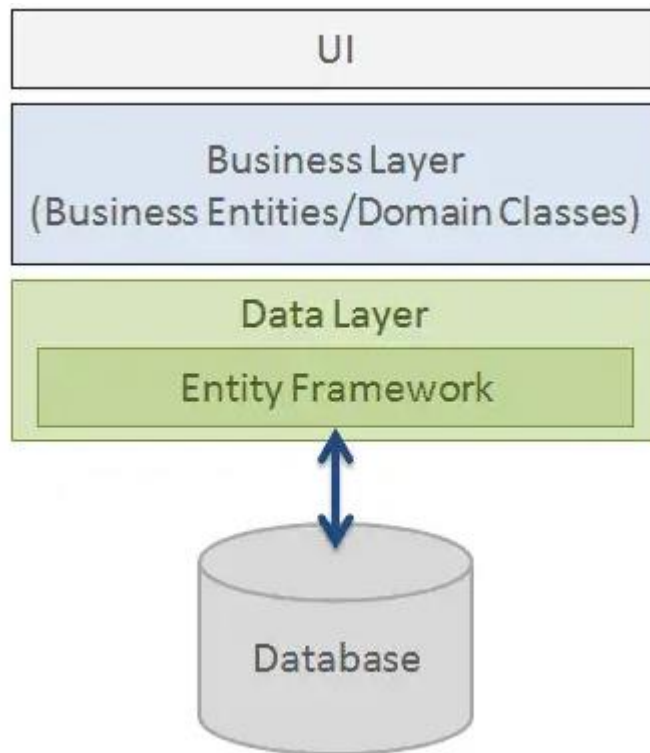 UI
Business Layer
(Business Entities/Domain Classes)
Data Layer
Entity Framework
Database